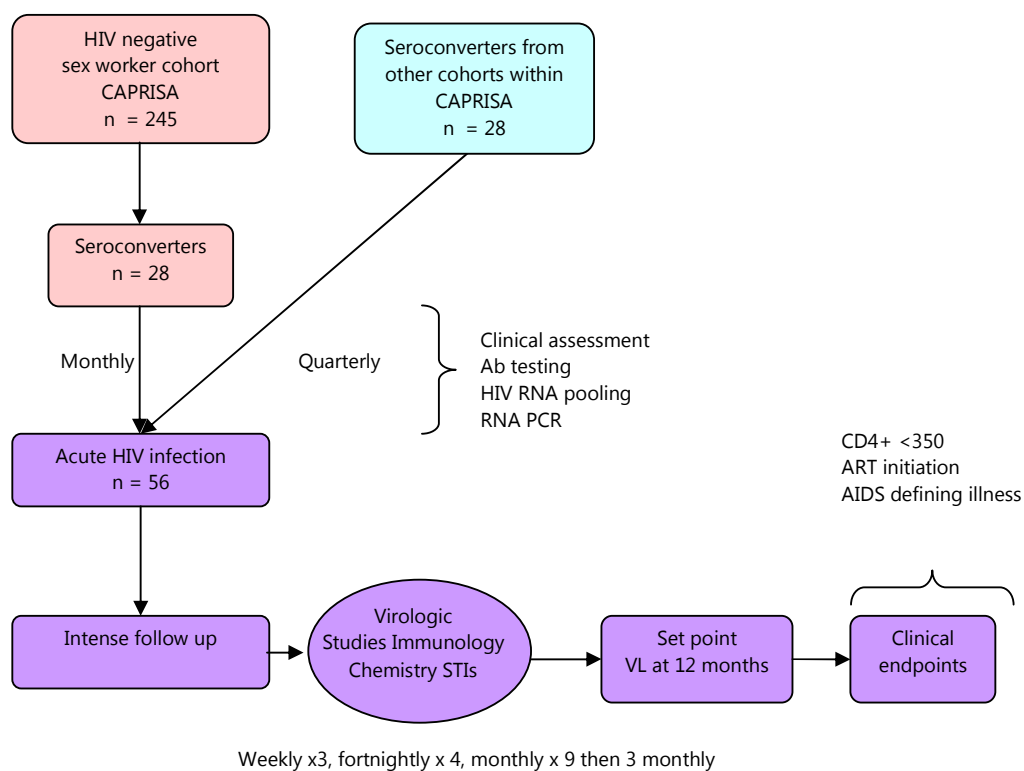 HIV negative
sex worker cohort
CAPRISA
n = 245
Seroconverters from
other cohorts within
CAPRISA
n = 28
Seroconverters
n = 28
Monthly
Quarterly
Clinical assessment
Ab testing
HIV RNA pooling
RNA PCR
Acute HIV infection
n = 56
CD4+ <350
ART initiation
AIDS defining illness
Intense follow up
Virologic
Studies Immunology
Chemistry STIs
Set point
VL at 12 months
Clinical
endpoints
Weekly x3, fortnightly x 4, monthly x 9 then 3 monthly